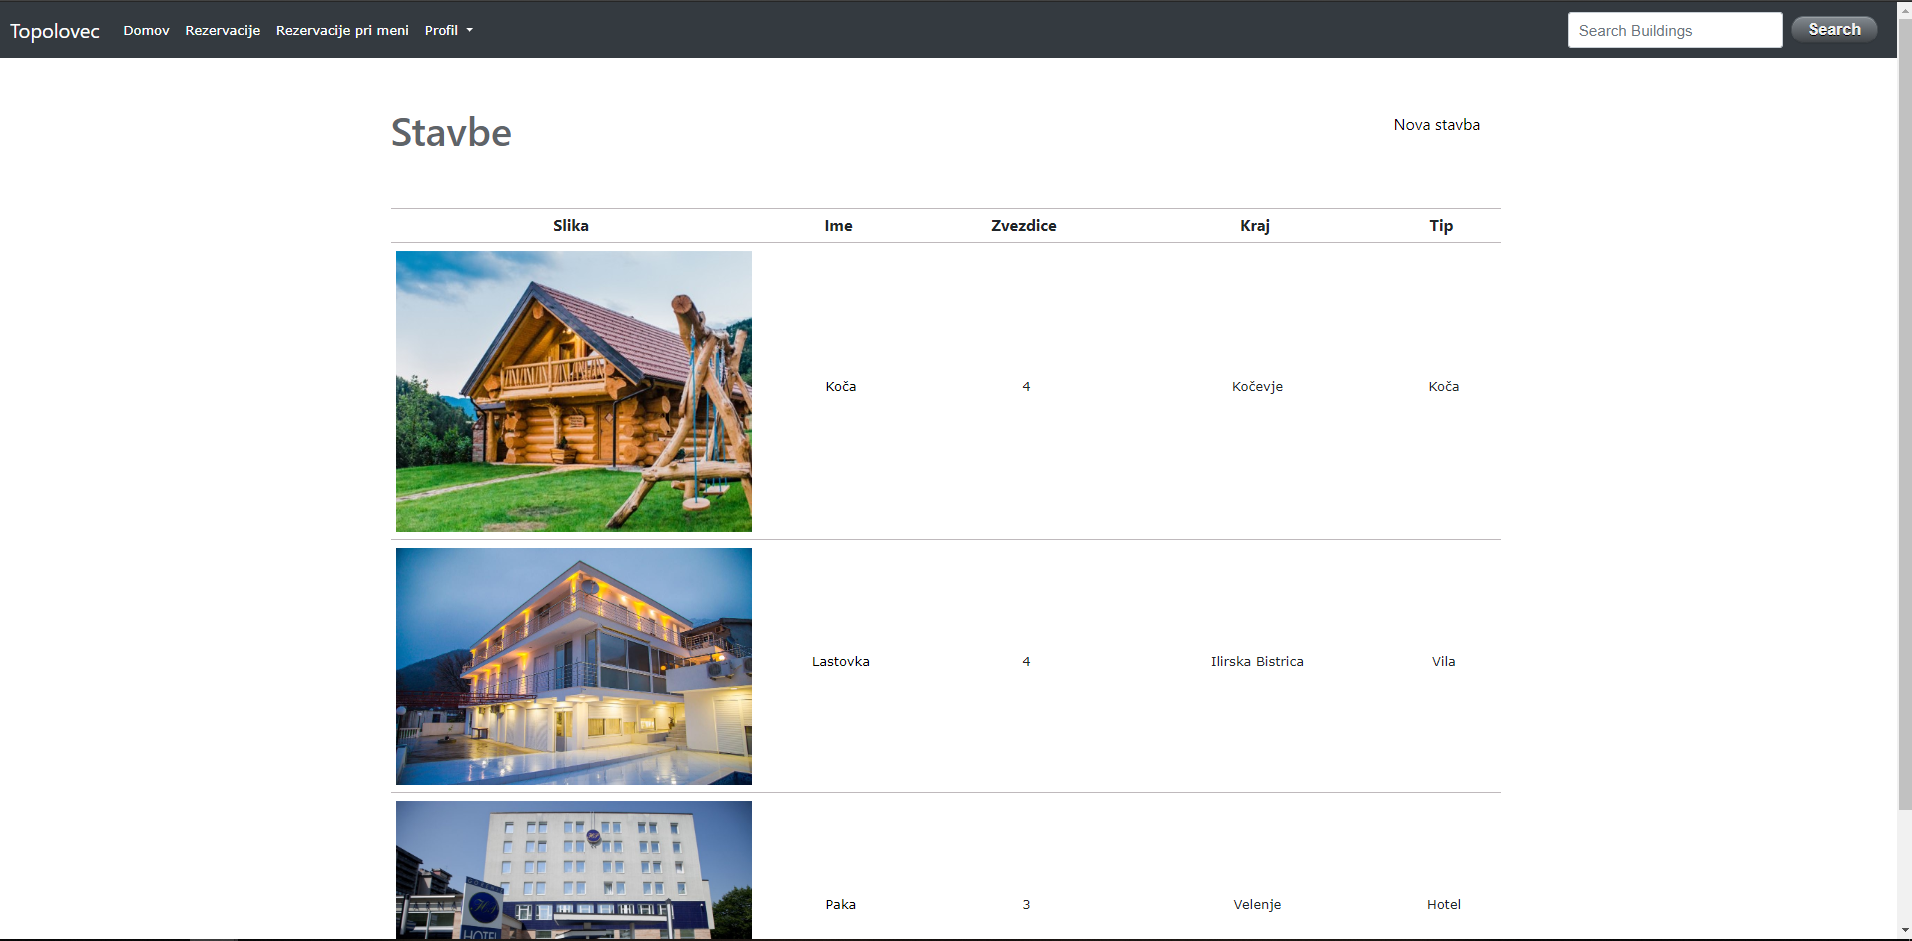 Topolovec Domov Rezervacije Rezervacije pri meni Profil Search Buildings Search
Stavbe
Nova stavba
Slika Ime Zvezdice Kraj Tip
Koča 4 Kočevje Koča
Lastovka 4 Ilirska Bistrica Vila
Paka 3 Velenje Hotel
HOTEL